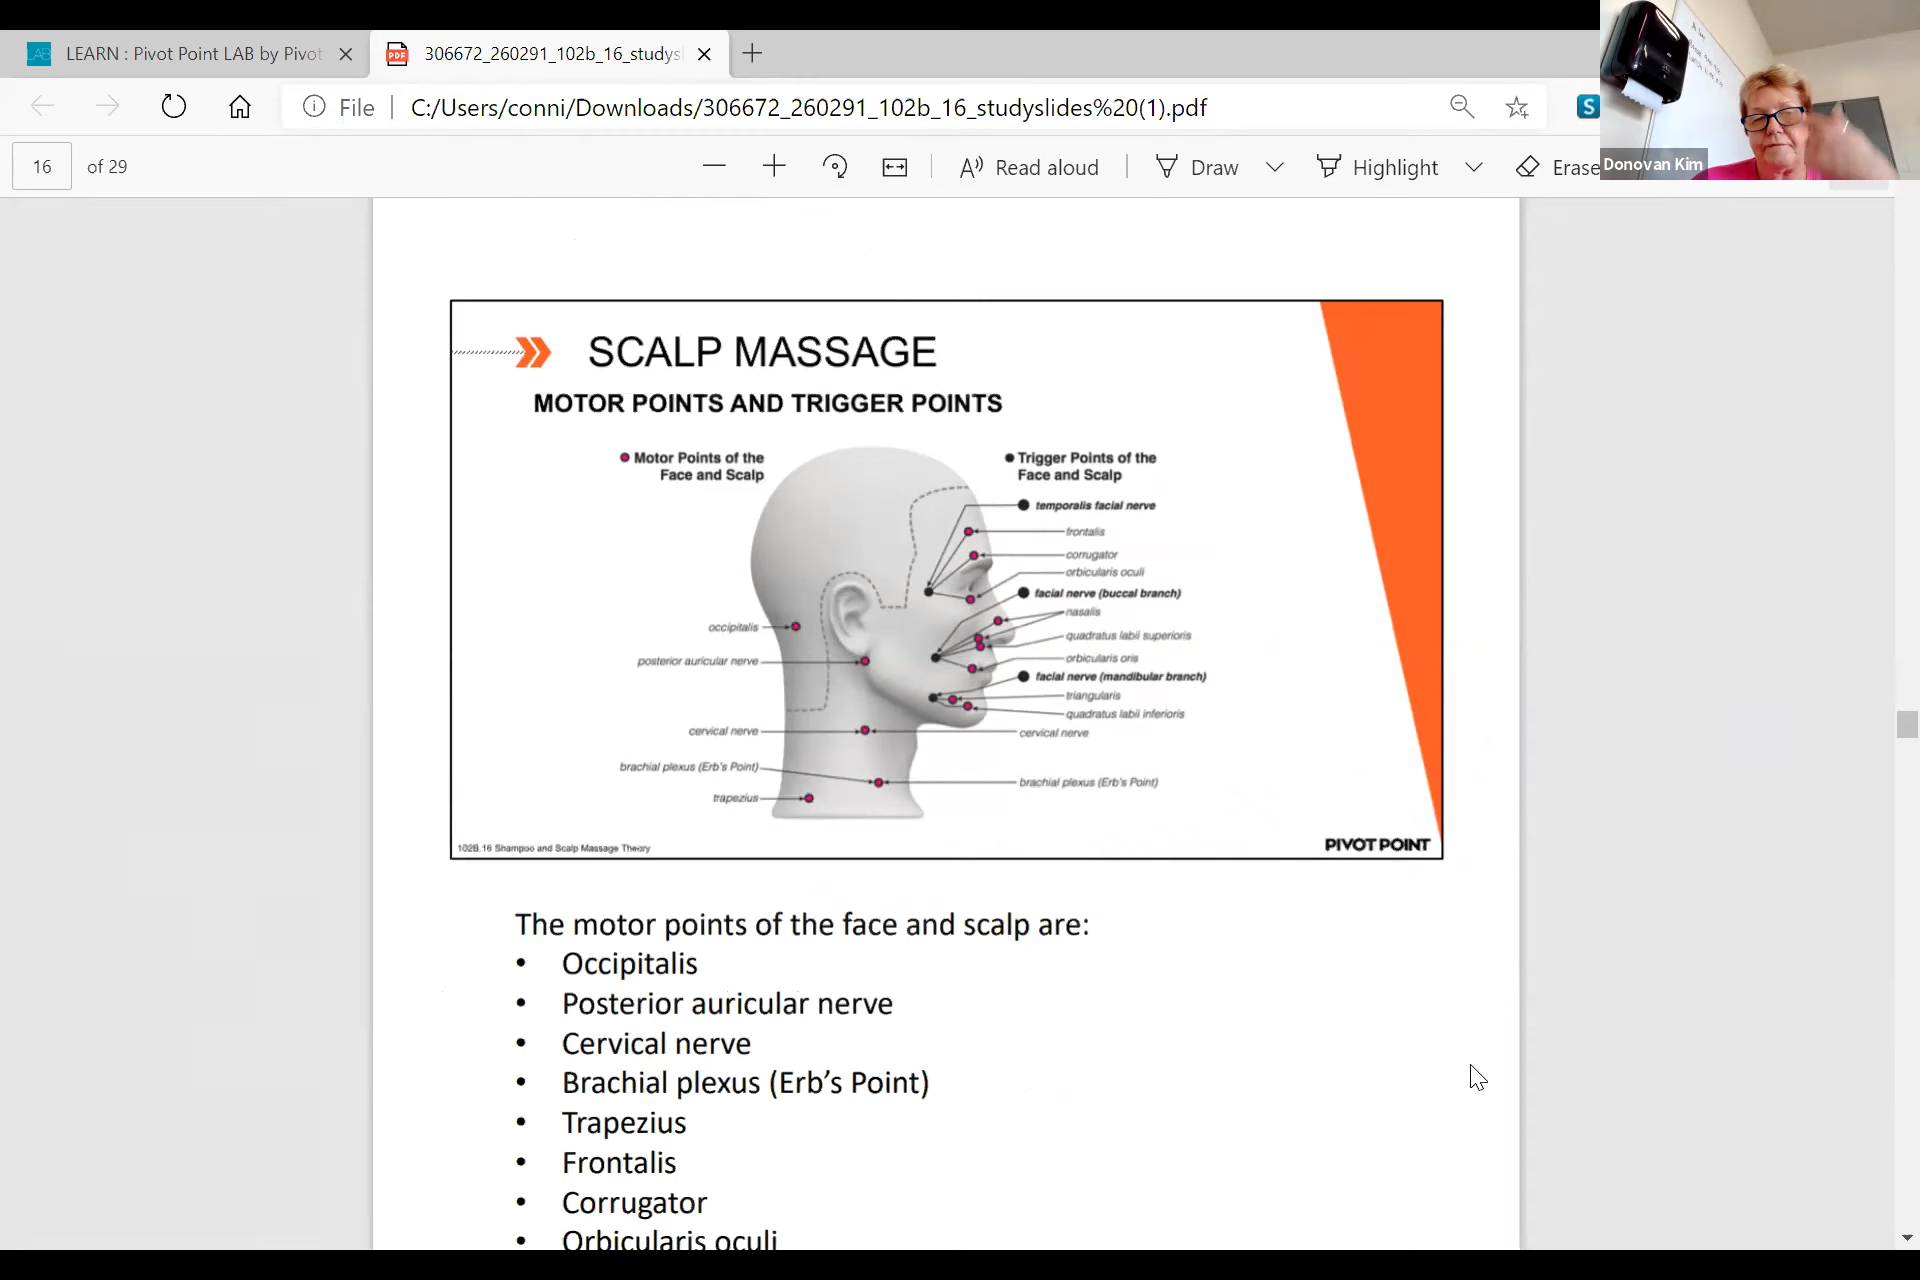 LEARN : Pivot Point LAB by Pivot
306672_260291_102b_16_studys
File
C:/Users/conni/Downloads/306672_260291_102b_16_studyslides%20(1).pdf
S
16 of 29
Read aloud
Draw
Highlight
Erase
Donovan Kim
SCALP MASSAGE
MOTOR POINTS AND TRIGGER POINTS
Motor Points of the
Face and Scalp
Trigger Points of the
Face and Scalp
temporalis facial nerve
frontalis
corrugator
orbicularis oculi
facial nerve (buccal branch)
nasalis
quadratus labii superioris
orbicularis oris
facial nerve (mandibular branch)
triangularis
quadratus labii inferioris
cervical nerve
brachial plexus (Erb's Point)
occipitalis
posterior auricular nerve
cervical nerve
brachial plexus (Erb's Point)
trapezius
102B.16 Shampoo and Scalp Massage Theory
PIVOT POINT
The motor points of the face and scalp are:
• Occipitalis
• Posterior auricular nerve
• Cervical nerve
• Brachial plexus (Erb’s Point)
• Trapezius
• Frontalis
• Corrugator
• Orbicularis oculi